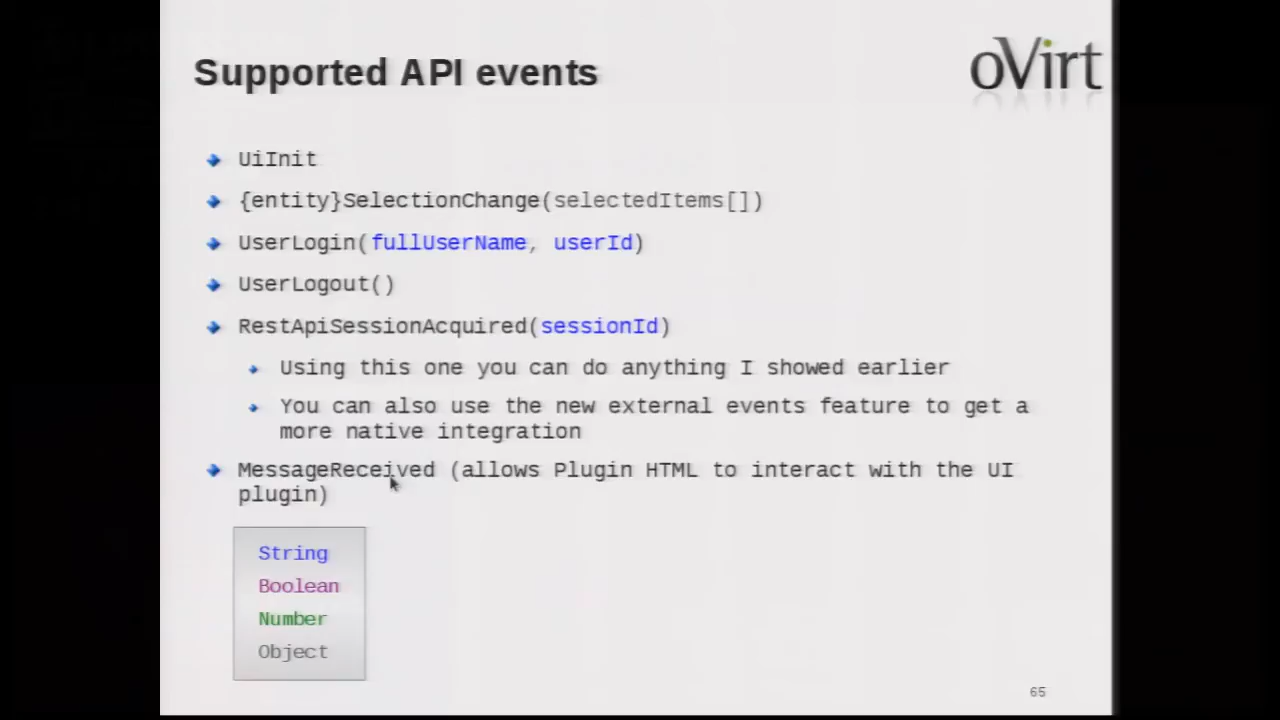 Supported API events
oVirt
UiInit
{entity}SelectionChange(selectedItems[])
UserLogin(fullUserName, userId)
UserLogout()
RestApiSessionAcquired(sessionId)
Using this one you can do anything I showed earlier
You can also use the new external events feature to get a
more native integration
MessageReceived (allows Plugin HTML to interact with the UI
plugin)
String
Boolean
Number
Object
65